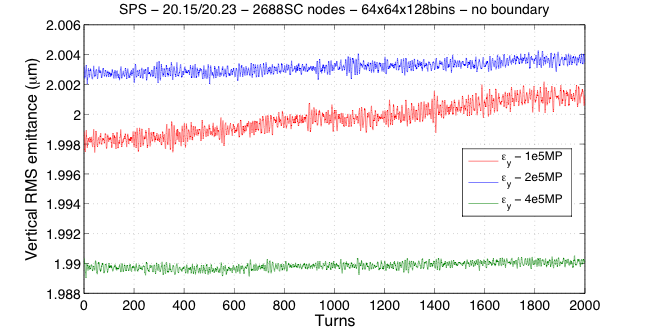 SPS – 20.15/20.23 – 2688SC nodes – 64x64x128bins – no boundary
Vertical RMS emittance (μm)
2.006
2.004
2.002
2
1.998
1.996
1.994
1.992
1.99
1.988
ε_y – 1e5MP
ε_y – 2e5MP
ε_y – 4e5MP
0 200 400 600 800 1000 1200 1400 1600 1800 2000
Turns